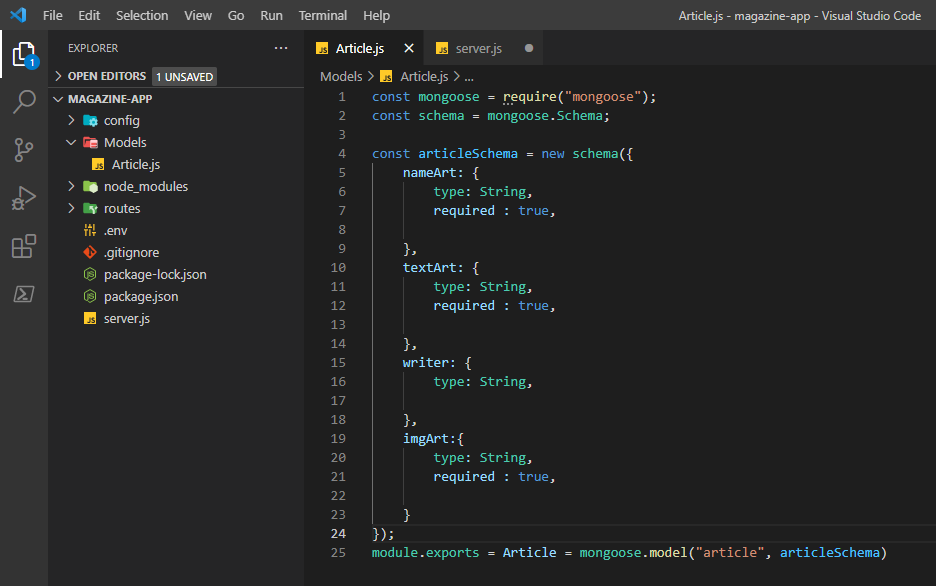 File Edit Selection View Go Run Terminal Help Article.js - magazine-app - Visual Studio Code
EXPLORER ...
OPEN EDITORS 1 UNSAVED
MAGAZINE-APP
config
Models
JS Article.js
node_modules
routes
.env
.gitignore
JS package-lock.json
JS package.json
JS server.js
1
JS Article.js
JS server.js
Models > JS Article.js > ...
1 const mongoose = require("mongoose");
2 const schema = mongoose.Schema;
3
4 const articleSchema = new schema({
5     nameArt: {
6         type: String,
7         required : true,
8
9     },
10     textArt: {
11         type: String,
12         required : true,
13
14     },
15     writer: {
16         type: String,
17
18     },
19     imgArt:{
20         type: String,
21         required : true,
22
23     }
24 });
25 module.exports = Article = mongoose.model("article", articleSchema)